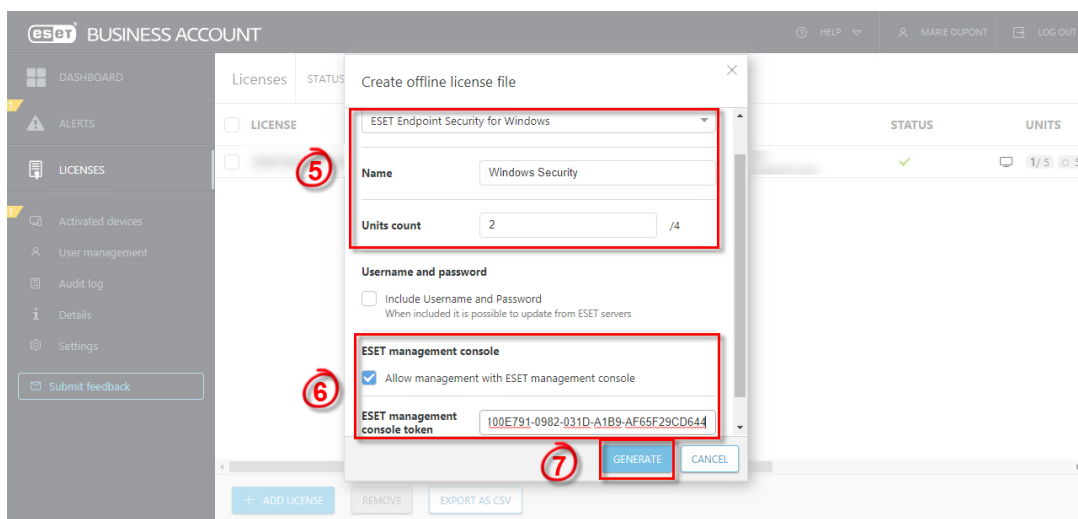 eset BUSINESS ACCOUNT
HELP
MARIE DUPONT
LOG OUT
DASHBOARD
ALERTS
LICENSES
Activated devices
User management
Audit log
Details
Settings
Submit feedback
Licenses STATUS
LICENSE
STATUS
UNITS
1/ 5
Create offline license file
ESET Endpoint Security for Windows
5
Name Windows Security
Units count 2 /4
Username and password
Include Username and Password
When included it is possible to update from ESET servers
ESET management console
6
Allow management with ESET management console
ESET management
console token
100E791-0982-031D-A1B9-AF65F29CD644
7
GENERATE CANCEL
+ ADD LICENSE REMOVE EXPORT AS CSV